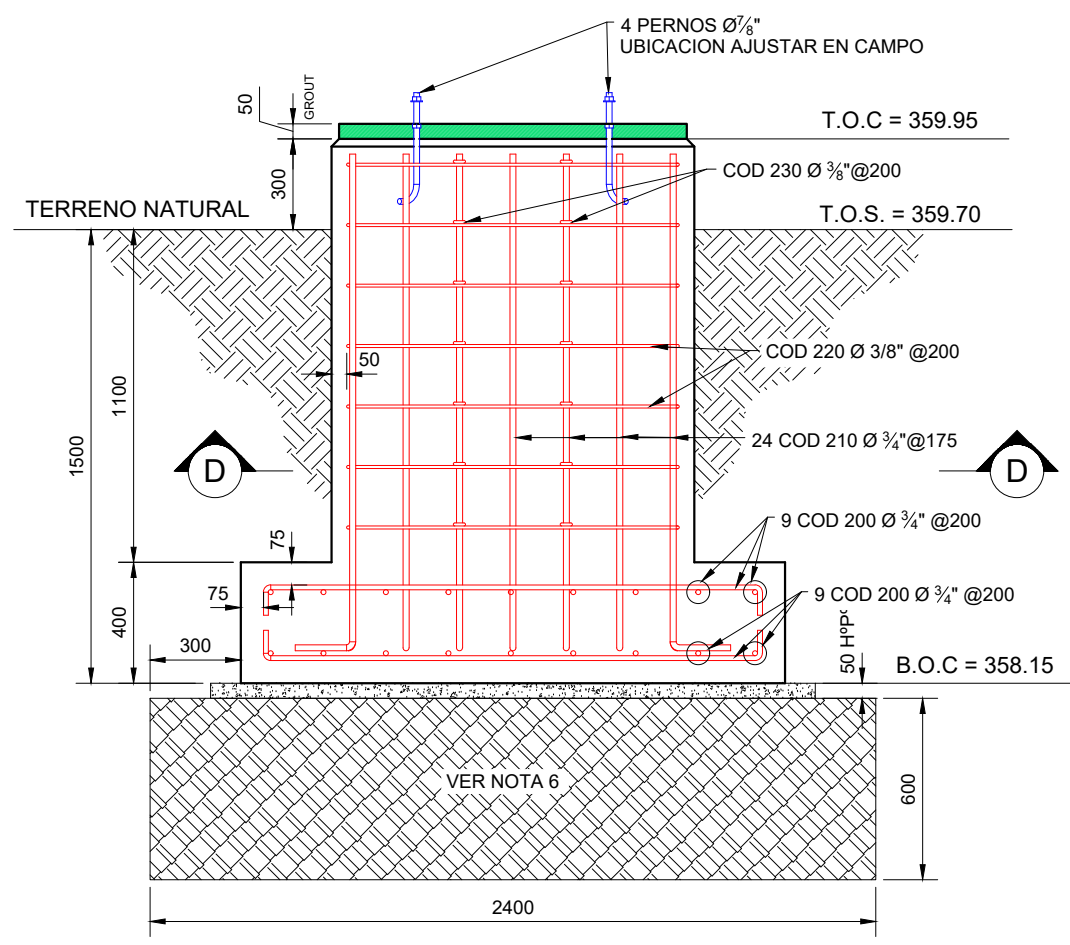 4 PERNOS Ø⅞"
UBICACION AJUSTAR EN CAMPO
50
GROUT
T.O.C = 359.95
300
COD 230 Ø ⅜"@200
TERRENO NATURAL
T.O.S. = 359.70
COD 220 Ø 3/8" @200
50
1100
1500
24 COD 210 Ø ¾"@175
D
D
9 COD 200 Ø ¾" @200
75
75
9 COD 200 Ø ¾" @200
400
300
50 HºPº
B.O.C = 358.15
VER NOTA 6
600
2400